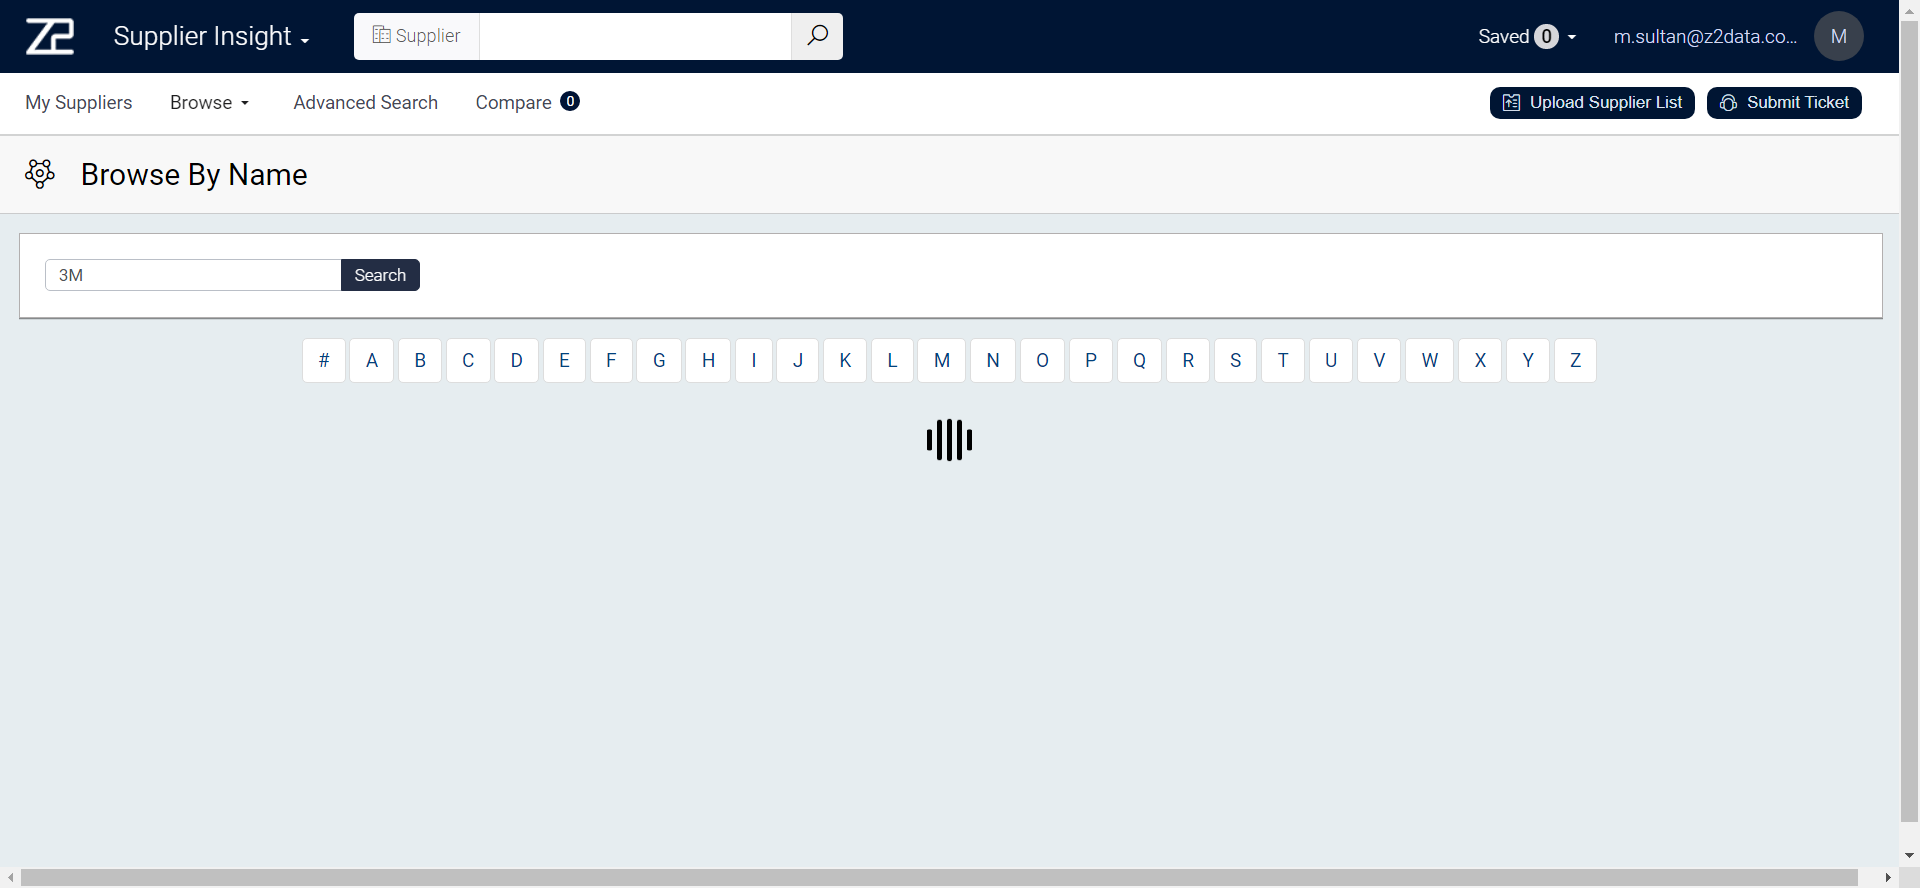 Z2 Supplier Insight Supplier Saved 0 m.sultan@z2data.co... M
My Suppliers Browse Advanced Search Compare 0 Upload Supplier List Submit Ticket
Browse By Name
3M Search
# A B C D E F G H I J K L M N O P Q R S T U V W X Y Z